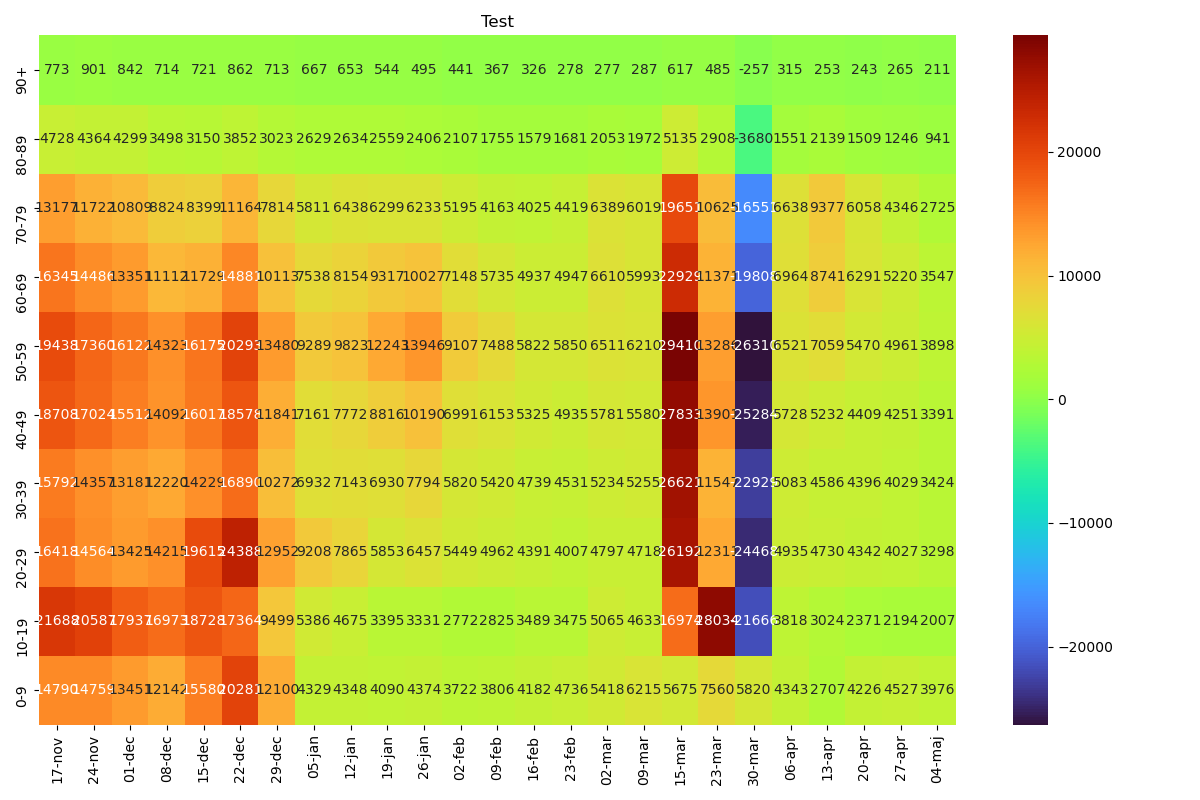 Test
90+ 773 901 842 714 721 862 713 667 653 544 495 441 367 326 278 277 287 617 485 -257 315 253 243 265 211
80-89 4728 4364 4299 3498 3150 3852 3023 2629 2634 2559 2406 2107 1755 1579 1681 2053 1972 5135 2908 -3680 1551 2139 1509 1246 941
70-79 13177 11722 10809 8824 8399 11164 7814 5811 6438 6299 6233 5195 4163 4025 4419 6389 6019 19651 10625 6638 9377 6058 4346 2725
60-69 16345 14486 13351 11112 11729 14881 10113 7538 8154 9317 10027 7148 5735 4937 4947 6610 5993 22929 -19808 6964 8741 6291 5220 3547
50-59 19438 17360 14323 16175 20293 13480 9289 9823 12243 13946 9107 7488 5822 5850 6511 6210 29410 -26310 6521 7059 5470 4961 3898
40-49 18708 17024 15512 14092 16017 18578 11841 7161 7772 8816 10190 6991 6153 5325 4935 5781 5580 27833 -25284 5728 5232 4409 4251 3391
30-39 15792 14357 13181 12220 14229 16890 10272 6932 7143 6930 7794 5820 5420 4739 4531 5234 5255 26621 11547 -22929 5083 4586 4396 4029 3424
20-29 16418 14564 13425 14215 19615 24388 12952 9208 7865 5853 6457 5449 4962 4391 4007 4797 4718 26192 -24468 4935 4730 4342 4027 3298
10-19 21688 20587 17937 16973 18728 17364 9499 5386 4675 3395 3331 2772 2825 3489 3475 5065 4633 16974 28034 -21666 3818 3024 2371 2194 2007
0-9 14790 14759 13451 12142 15580 20281 12100 4329 4348 4090 4374 3722 3806 4182 4736 5418 6215 5675 7560 5820 4343 2707 4226 4527 3976
17-nov 24-nov 01-dec 08-dec 15-dec 22-dec 29-dec 05-jan 12-jan 19-jan 26-jan 02-feb 09-feb 16-feb 23-feb 02-mar 09-mar 15-mar 23-mar 30-mar 06-apr 13-apr 20-apr 27-apr 04-maj
20000
10000
0
−10000
−20000